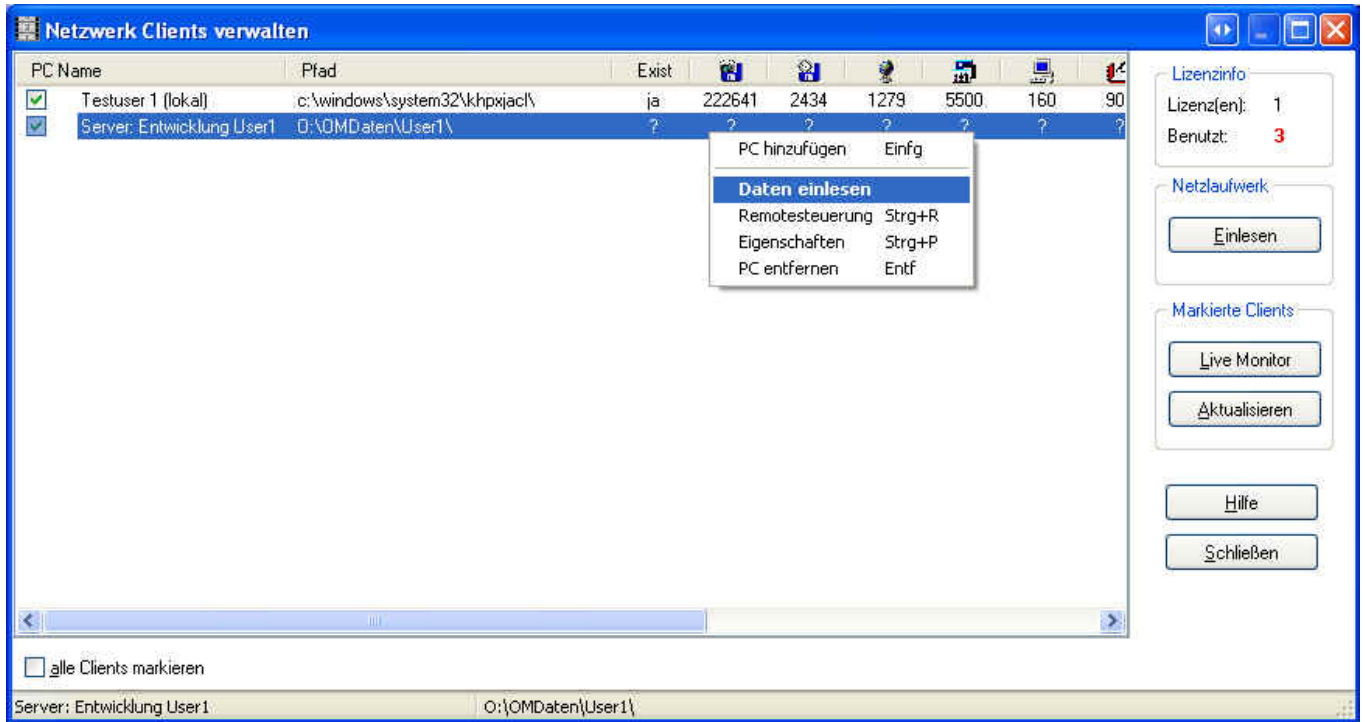 Netzwerk Clients verwalten
PC Name Pfad Exist
Testuser 1 (lokal) c:\windows\system32\khpxjacl\ ja 222641 2434 1279 5500 160 90
Server: Entwicklung User1 O:\OMDaten\User1\ ? ? ? ? ? ? ?
PC hinzufügen Einfg
Daten einlesen
Remotesteuerung Strg+R
Eigenschaften Strg+P
PC entfernen Entf
Lizenzinfo
Lizenz(en): 1
Benutzt: 3
Netzlaufwerk
Einlesen
Markierte Clients
Live Monitor
Aktualisieren
Hilfe
Schließen
alle Clients markieren
Server: Entwicklung User1 O:\OMDaten\User1\